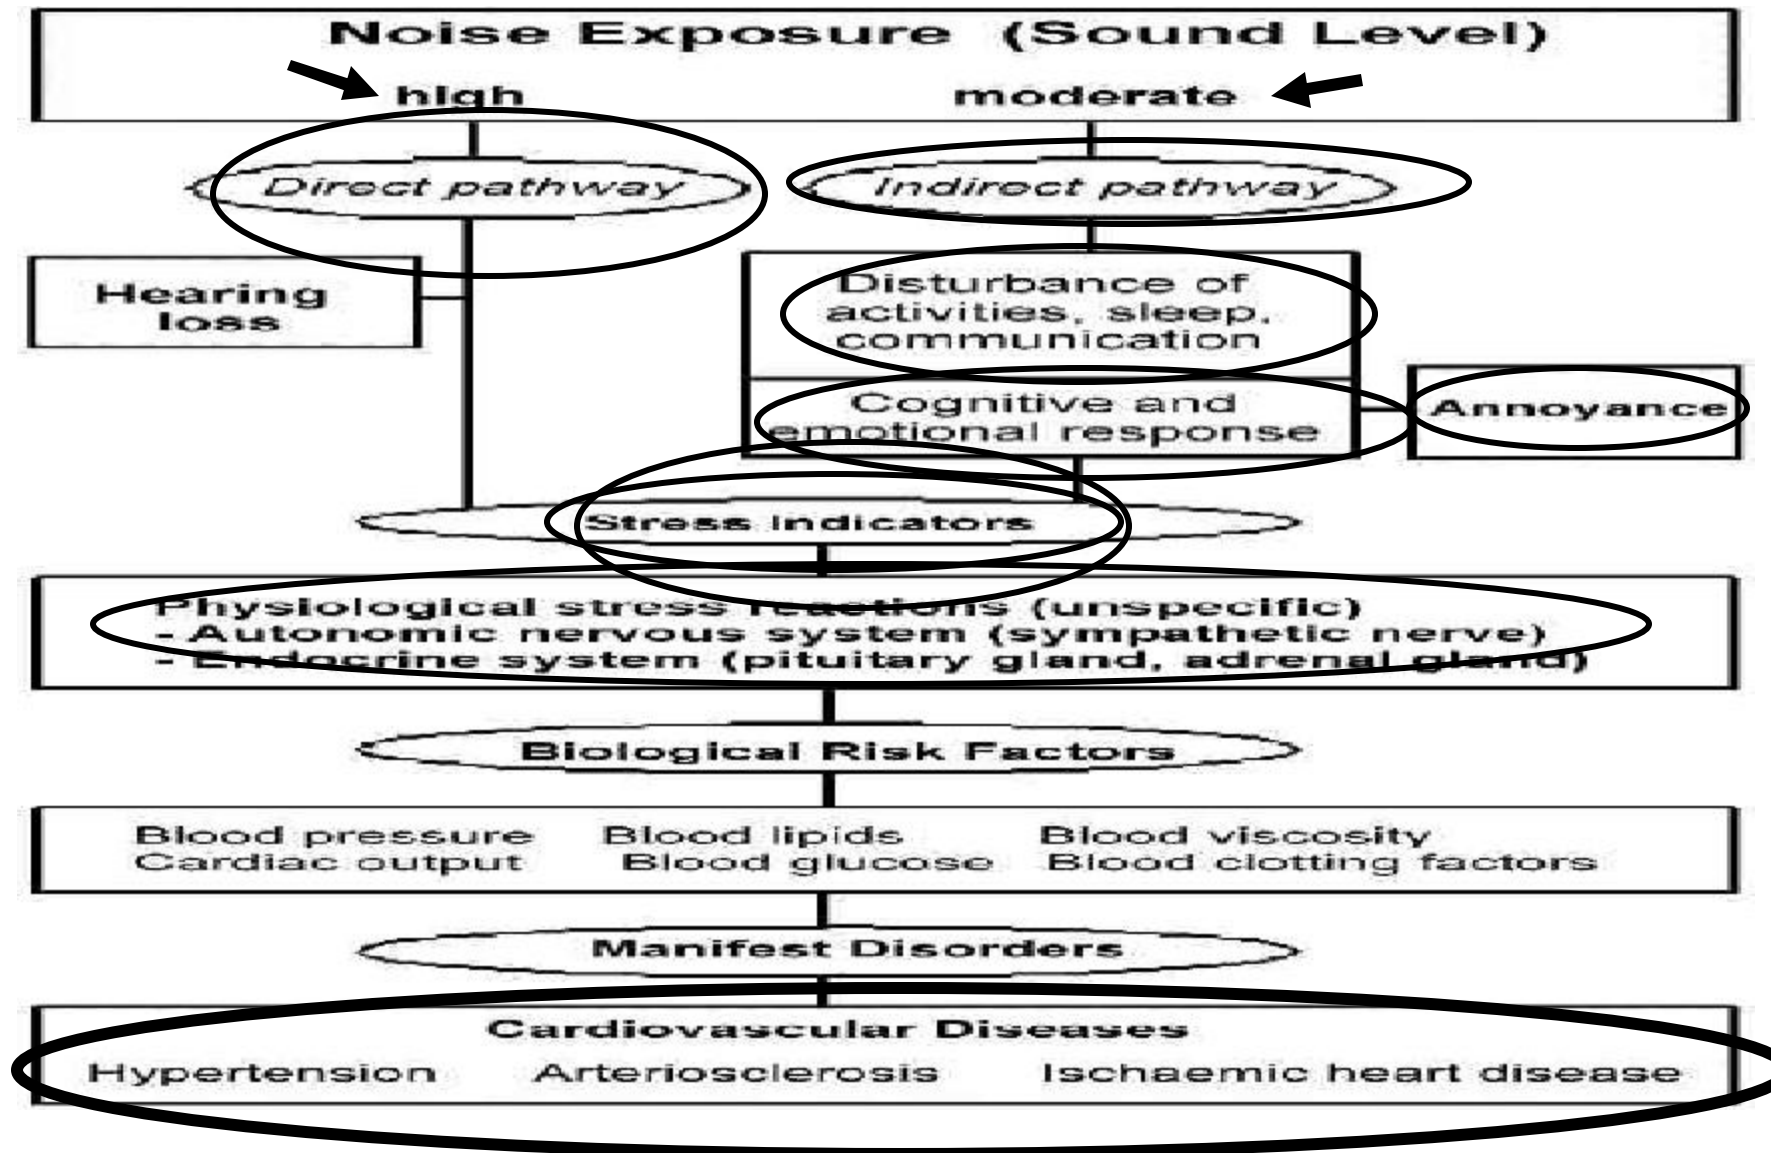 Noise Exposure (Sound Level)
high moderate
Direct pathway Indirect pathway
Hearing
loss
Disturbance of
activities, sleep,
communication
Cognitive and
emotional response
Annoyance
Stress Indicators
Physiological stress reactions (unspecific)
- Autonomic nervous system (sympathetic nerve)
- Endocrine system (pituitary gland, adrenal gland)
Biological Risk Factors
Blood pressure Blood lipids Blood viscosity
Cardiac output Blood glucose Blood clotting factors
Manifest Disorders
Cardiovascular Diseases
Hypertension Arteriosclerosis Ischaemic heart disease